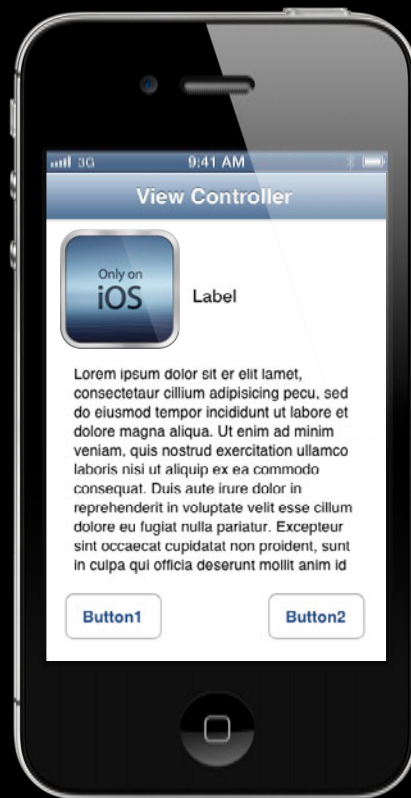 3G 9:41 AM
View Controller
Only on
iOS
Label
Lorem ipsum dolor sit er elit lamet,
consectetaur cillium adipisicing pecu, sed
do eiusmod tempor incididunt ut labore et
dolore magna aliqua. Ut enim ad minim
veniam, quis nostrud exercitation ullamco
laboris nisi ut aliquip ex ea commodo
consequat. Duis aute irure dolor in
reprehenderit in voluptate velit esse cillum
dolore eu fugiat nulla pariatur. Excepteur
sint occaecat cupidatat non proident, sunt
in culpa qui officia deserunt mollit anim id
Button1 Button2